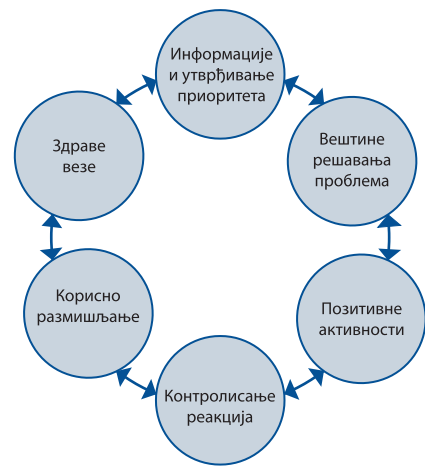 Информације
и утврђивање
приоритета
Вештине
решавања
проблема
Позитивне
активности
Контролисање
реакција
Корисно
размишљање
Здраве
везе